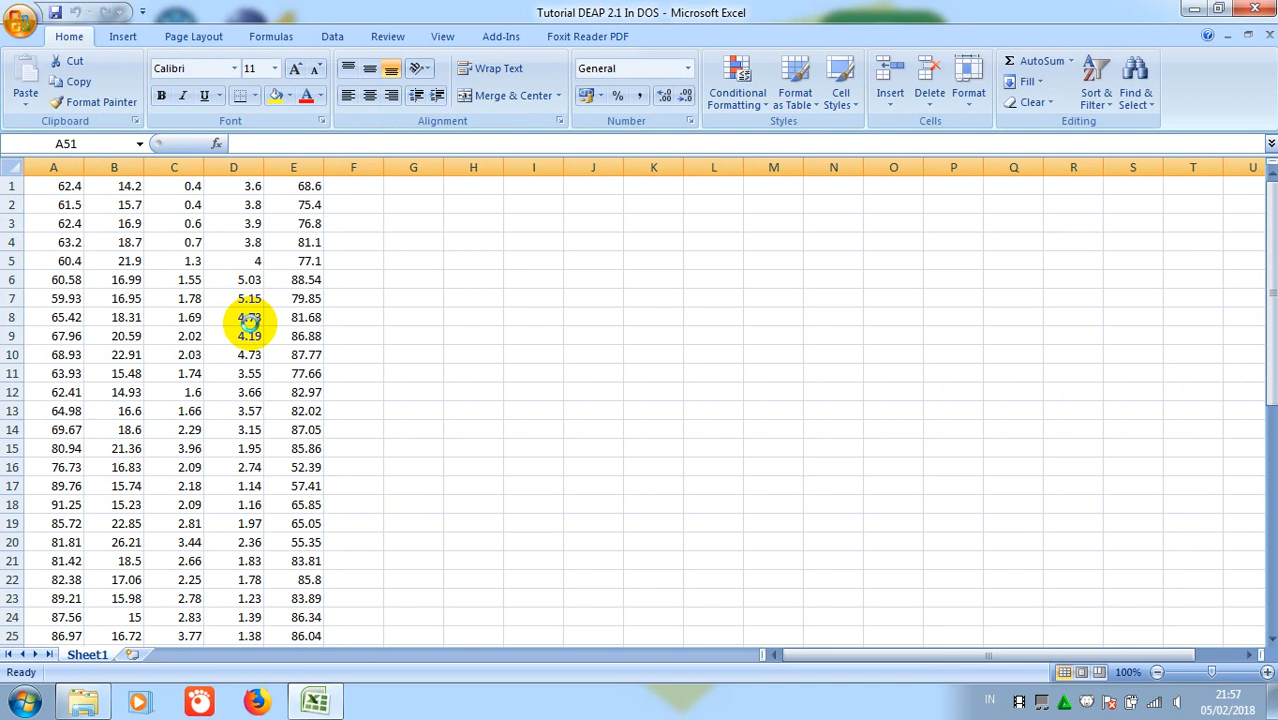 Tutorial DEAP 2.1 In DOS - Microsoft Excel
Home Insert Page Layout Formulas Data Review View Add-Ins Foxit Reader PDF
Paste
Cut
Copy
Format Painter
Clipboard
Calibri 11
B I U
Font
Wrap Text
Merge & Center
Alignment
General
%
Number
Conditional Formatting
Format as Table
Cell Styles
Styles
Insert Delete Format
Cells
AutoSum
Fill
Clear
Sort & Filter
Find & Select
Editing
A51 fx
A B C D E F G H I J K L M N O P Q R S T U
1 62.4 14.2 0.4 3.6 68.6
2 61.5 15.7 0.4 3.8 75.4
3 62.4 16.9 0.6 3.9 76.8
4 63.2 18.7 0.7 3.8 81.1
5 60.4 21.9 1.3 4 77.1
6 60.58 16.99 1.55 5.03 88.54
7 59.93 16.95 1.78 5.15 79.85
8 65.42 18.31 1.69 4.73 81.68
9 67.96 20.59 2.02 4.19 86.88
10 68.93 22.91 2.03 4.73 87.77
11 63.93 15.48 1.74 3.55 77.66
12 62.41 14.93 1.6 3.66 82.97
13 64.98 16.6 1.66 3.57 82.02
14 69.67 18.6 2.29 3.15 87.05
15 80.94 21.36 3.96 1.95 85.86
16 76.73 16.83 2.09 2.74 52.39
17 89.76 15.74 2.18 1.14 57.41
18 91.25 15.23 2.09 1.16 65.85
19 85.72 22.85 2.81 1.97 65.05
20 81.81 26.21 3.44 2.36 55.35
21 81.42 18.5 2.66 1.83 83.81
22 82.38 17.06 2.25 1.78 85.8
23 89.21 15.98 2.78 1.23 83.89
24 87.56 15 2.83 1.39 86.34
25 86.97 16.72 3.77 1.38 86.04
Sheet1
Ready 100%
IN 21:57
05/02/2018